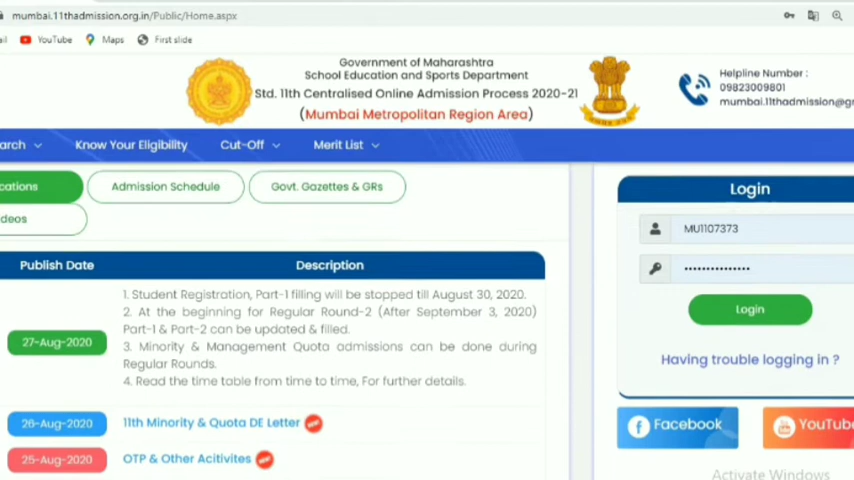 mumbai.11thadmission.org.in/Public/Home.aspx
YouTube Maps First slide
Government of Maharashtra
School Education and Sports Department
Std. 11th Centralised Online Admission Process 2020-21
(Mumbai Metropolitan Region Area)
Helpline Number :
09823009801
mumbai.11thadmission@gr
arch Know Your Eligibility Cut-Off Merit List
cations Admission Schedule Govt. Gazettes & GRs
deos
Login
MU1107373
•••••••••••••••
Login
Having trouble logging in ?
Facebook YouTube
Publish Date Description
27-Aug-2020
1. Student Registration, Part-1 filling will be stopped till August 30, 2020.
2. At the beginning for Regular Round-2 (After September 3, 2020)
Part-1 & Part-2 can be updated & filled.
3. Minority & Management Quota admissions can be done during
Regular Rounds.
4. Read the time table from time to time, For further details.
26-Aug-2020 11th Minority & Quota DE Letter
25-Aug-2020 OTP & Other Acitivites
Activate Windows